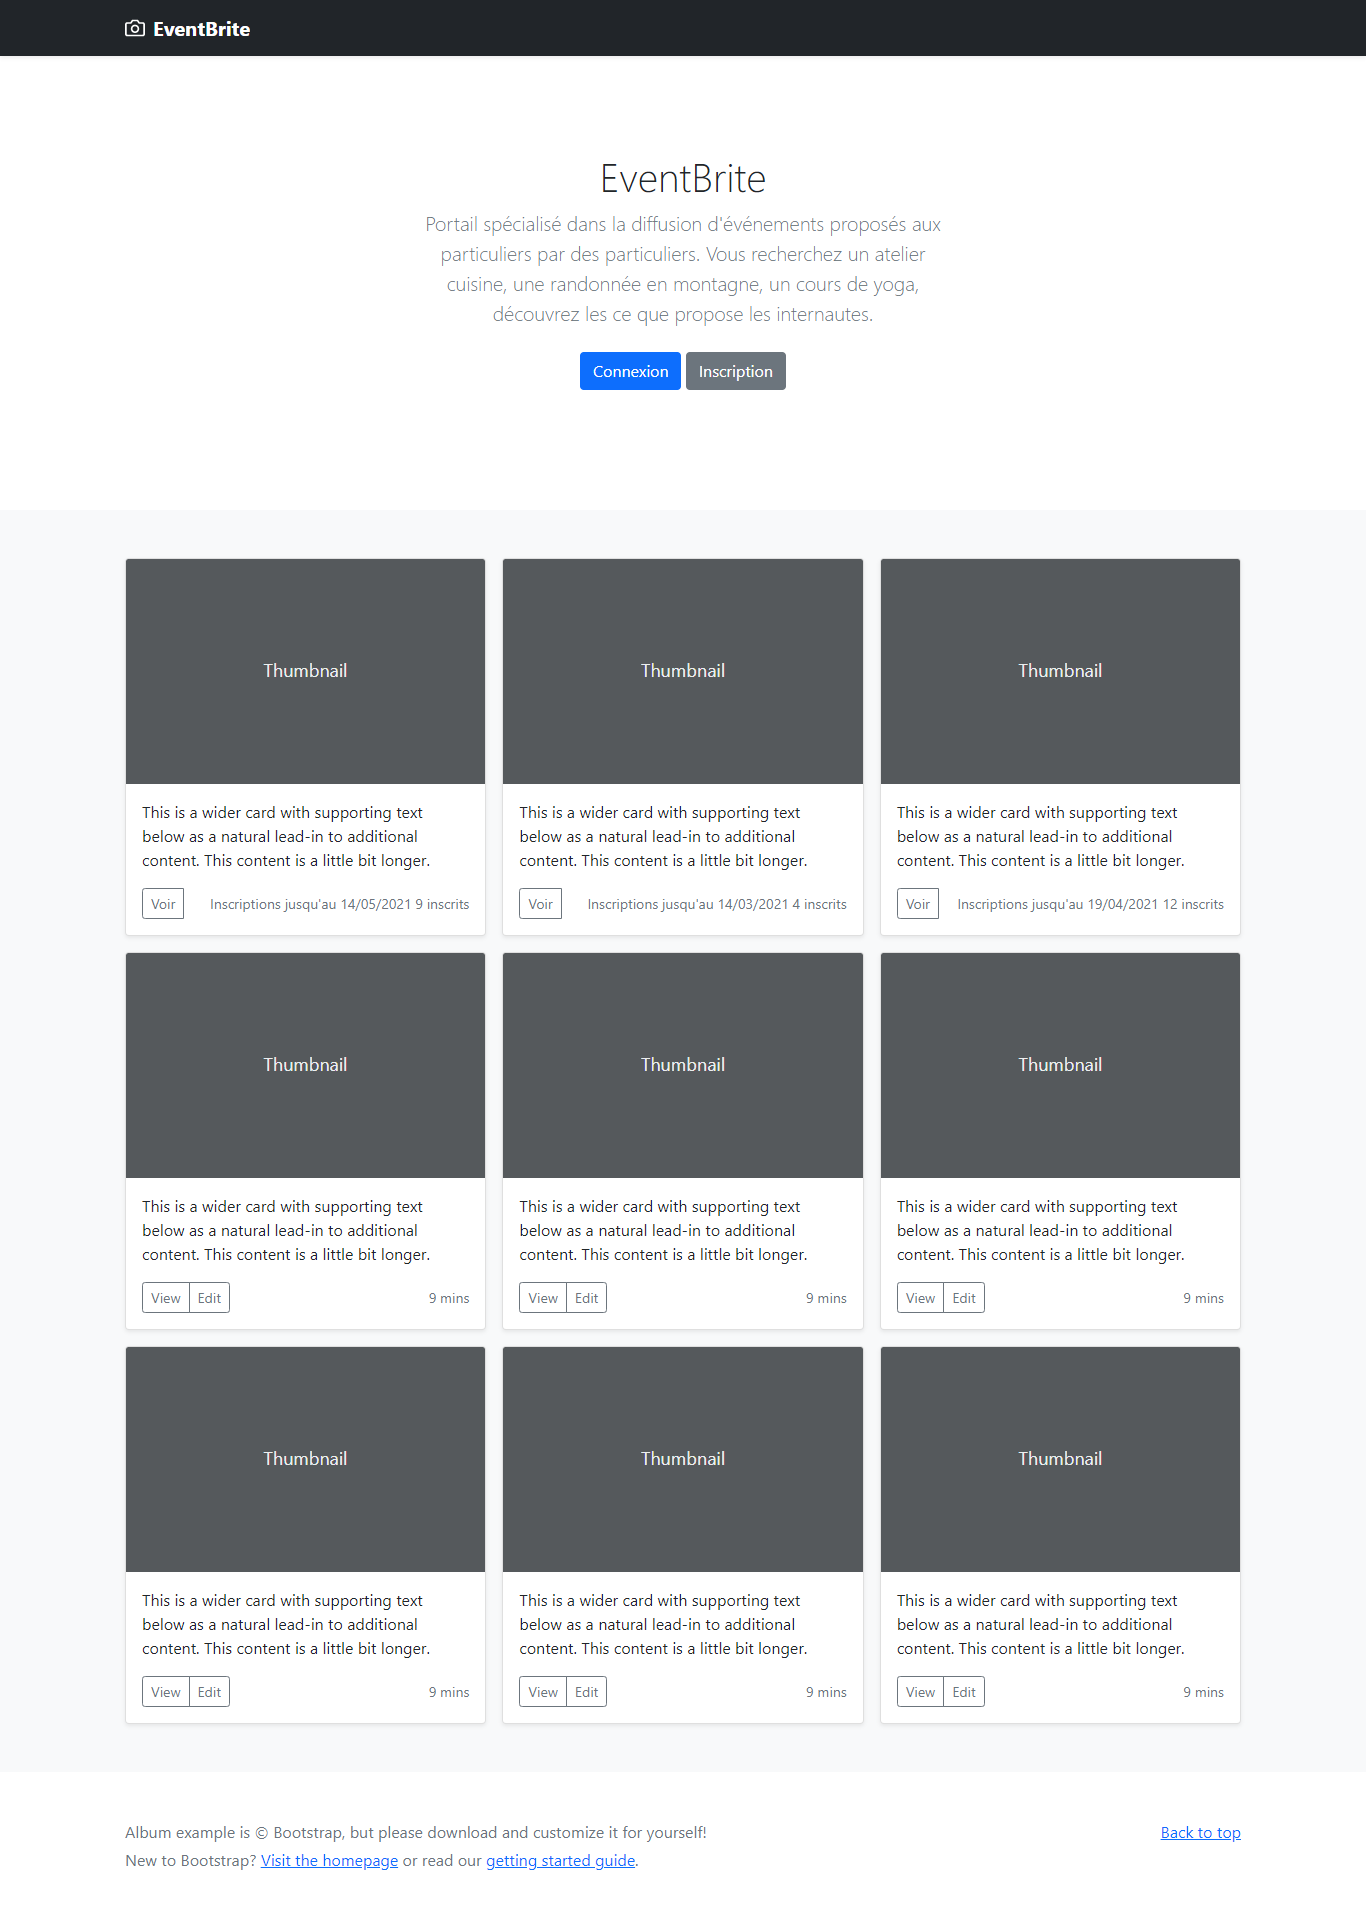 EventBrite
EventBrite
Portail spécialisé dans la diffusion d'événements proposés aux
particuliers par des particuliers. Vous recherchez un atelier
cuisine, une randonnée en montagne, un cours de yoga,
découvrez les ce que propose les internautes.
Connexion Inscription
Thumbnail Thumbnail Thumbnail
This is a wider card with supporting text
below as a natural lead-in to additional
content. This content is a little bit longer.
Voir Inscriptions jusqu'au 14/05/2021 9 inscrits
This is a wider card with supporting text
below as a natural lead-in to additional
content. This content is a little bit longer.
Voir Inscriptions jusqu'au 14/03/2021 4 inscrits
This is a wider card with supporting text
below as a natural lead-in to additional
content. This content is a little bit longer.
Voir Inscriptions jusqu'au 19/04/2021 12 inscrits
Thumbnail Thumbnail Thumbnail
This is a wider card with supporting text
below as a natural lead-in to additional
content. This content is a little bit longer.
View Edit 9 mins
This is a wider card with supporting text
below as a natural lead-in to additional
content. This content is a little bit longer.
View Edit 9 mins
This is a wider card with supporting text
below as a natural lead-in to additional
content. This content is a little bit longer.
View Edit 9 mins
Thumbnail Thumbnail Thumbnail
This is a wider card with supporting text
below as a natural lead-in to additional
content. This content is a little bit longer.
View Edit 9 mins
This is a wider card with supporting text
below as a natural lead-in to additional
content. This content is a little bit longer.
View Edit 9 mins
This is a wider card with supporting text
below as a natural lead-in to additional
content. This content is a little bit longer.
View Edit 9 mins
Album example is © Bootstrap, but please download and customize it for yourself! Back to top
New to Bootstrap? Visit the homepage or read our getting started guide.